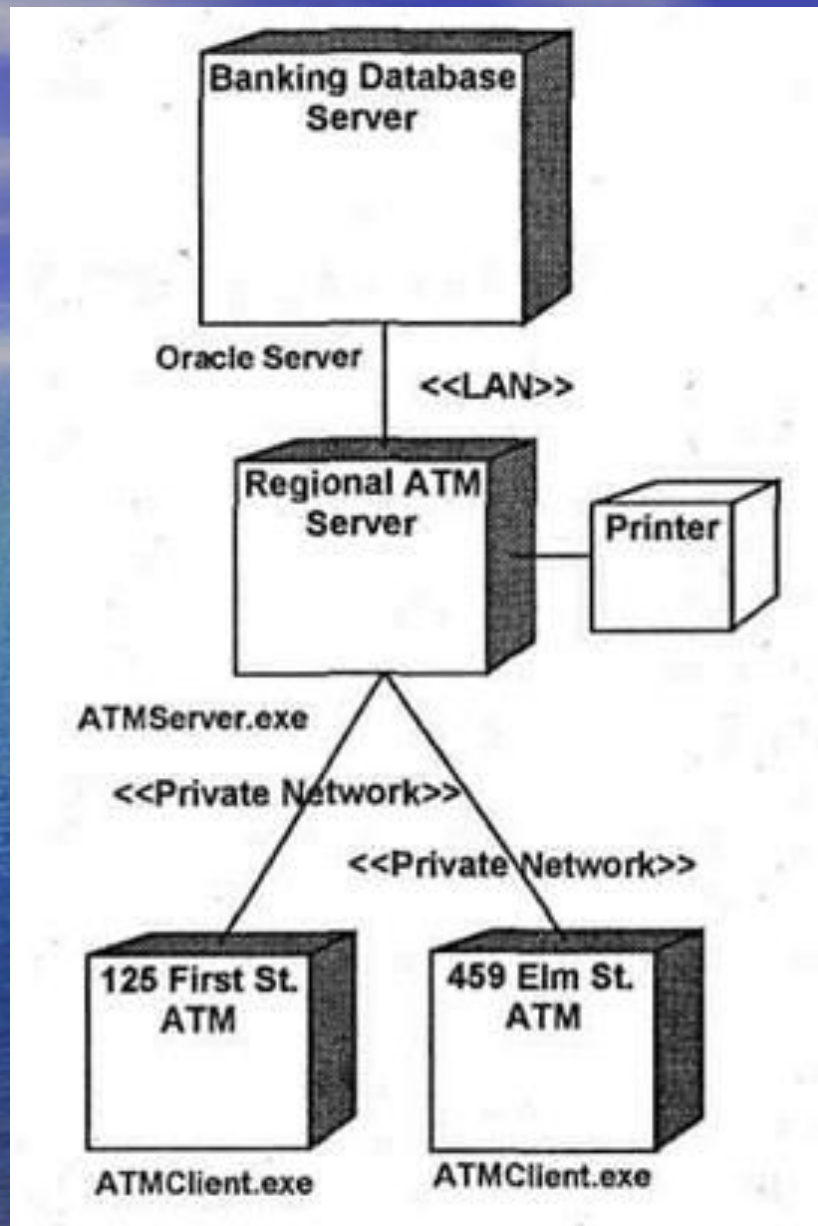 Banking Database
Server
Oracle Server
<<LAN>>
Regional ATM
Server
Printer
ATMServer.exe
<<Private Network>>
<<Private Network>>
125 First St.
ATM
459 Elm St.
ATM
ATMClient.exe
ATMClient.exe